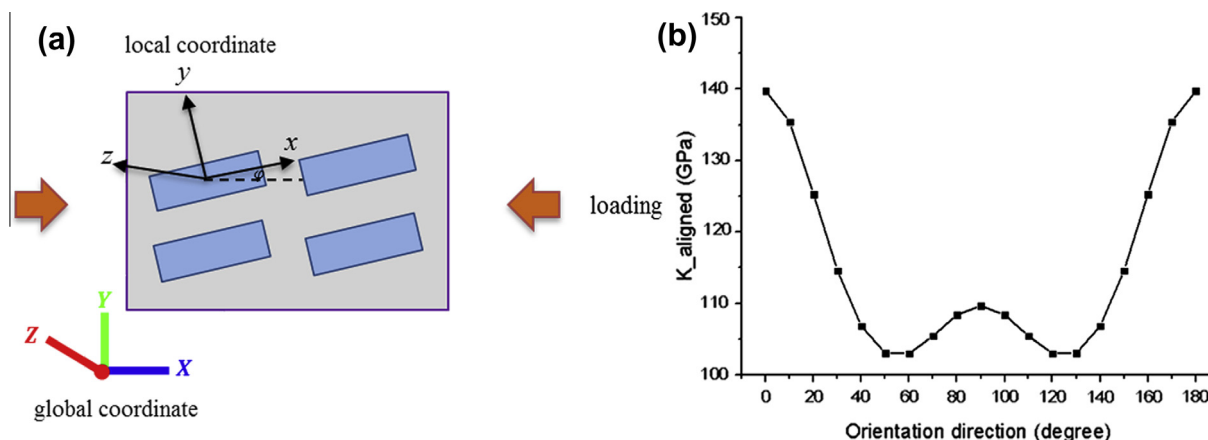 (a)
local coordinate
y
z
x
φ
loading
Z
Y
X
global coordinate
(b)
K_aligned (GPa)
150
140
130
120
110
100
0 20 40 60 80 100 120 140 160 180
Orientation direction (degree)